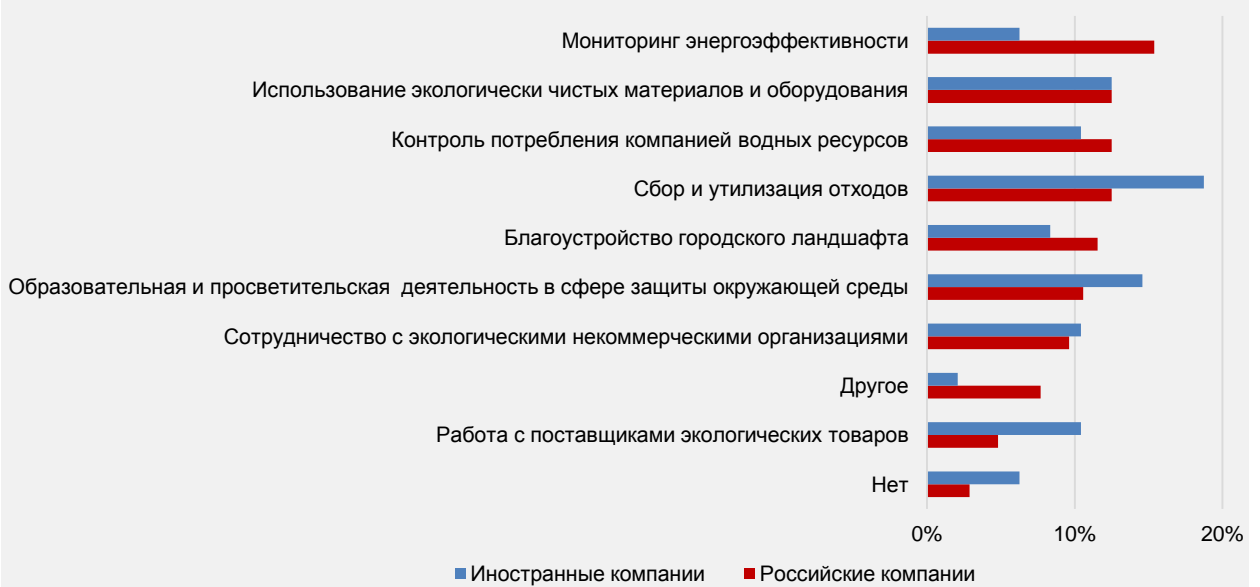 Мониторинг энергоэффективности
Использование экологически чистых материалов и оборудования
Контроль потребления компанией водных ресурсов
Сбор и утилизация отходов
Благоустройство городского ландшафта
Образовательная и просветительская  деятельность в сфере защиты окружающей среды
Сотрудничество с экологическими некоммерческими организациями
Другое
Работа с поставщиками экологических товаров
Нет
0% 10% 20%
Иностранные компании Российские компании